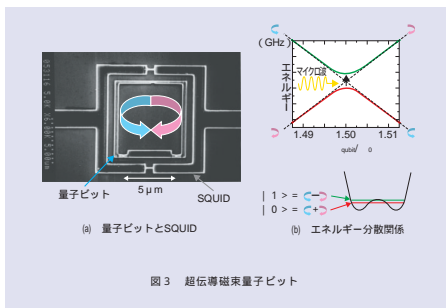 量子ビット
5μm
SQUID
(a) 量子ビットとSQUID
(GHz)
エネルギー
マイクロ波
1.49
1.50
1.51
qubit/ 0
| 1 > = －
| 0 > = +
(b) エネルギー分散関係
図3 超伝導磁束量子ビット